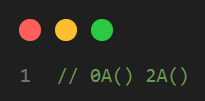 1 // 0A() 2A()